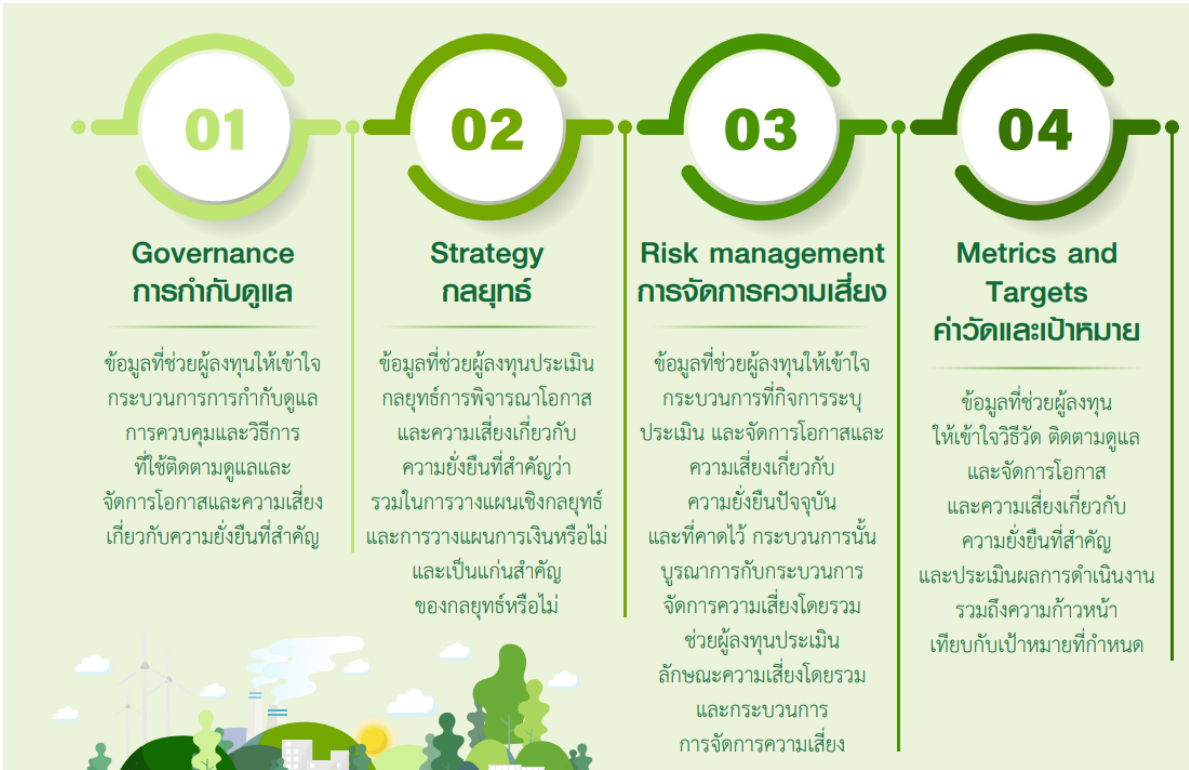 01
Governance
การกำกับดูแล
ข้อมูลที่ช่วยผู้ลงทุนให้เข้าใจ
กระบวนการการกำกับดูแล
การควบคุมและวิธีการ
ที่ใช้ติดตามดูแลและ
จัดการโอกาสและความเสี่ยง
เกี่ยวกับความยั่งยืนที่สำคัญ
02
Strategy
กลยุทธ์
ข้อมูลที่ช่วยผู้ลงทุนประเมิน
กลยุทธ์การพิจารณาโอกาส
และความเสี่ยงเกี่ยวกับ
ความยั่งยืนที่สำคัญว่า
รวมในการวางแผนเชิงกลยุทธ์
และการวางแผนการเงินหรือไม่
และเป็นแก่นสำคัญ
ของกลยุทธ์หรือไม่
03
Risk management
การจัดการความเสี่ยง
ข้อมูลที่ช่วยผู้ลงทุนให้เข้าใจ
กระบวนการที่กิจการระบุ
ประเมิน และจัดการโอกาสและ
ความเสี่ยงเกี่ยวกับ
ความยั่งยืนปัจจุบัน
และที่คาดไว้ กระบวนการนั้น
บูรณาการกับกระบวนการ
จัดการความเสี่ยงโดยรวม
ช่วยผู้ลงทุนประเมิน
ลักษณะความเสี่ยงโดยรวม
และกระบวนการ
การจัดการความเสี่ยง
04
Metrics and
Targets
ค่าวัดและเป้าหมาย
ข้อมูลที่ช่วยผู้ลงทุน
ให้เข้าใจวิธีวัด ติดตามดูแล
และจัดการโอกาส
และความเสี่ยงเกี่ยวกับ
ความยั่งยืนที่สำคัญ
และประเมินผลการดำเนินงาน
รวมถึงความก้าวหน้า
เทียบกับเป้าหมายที่กำหนด